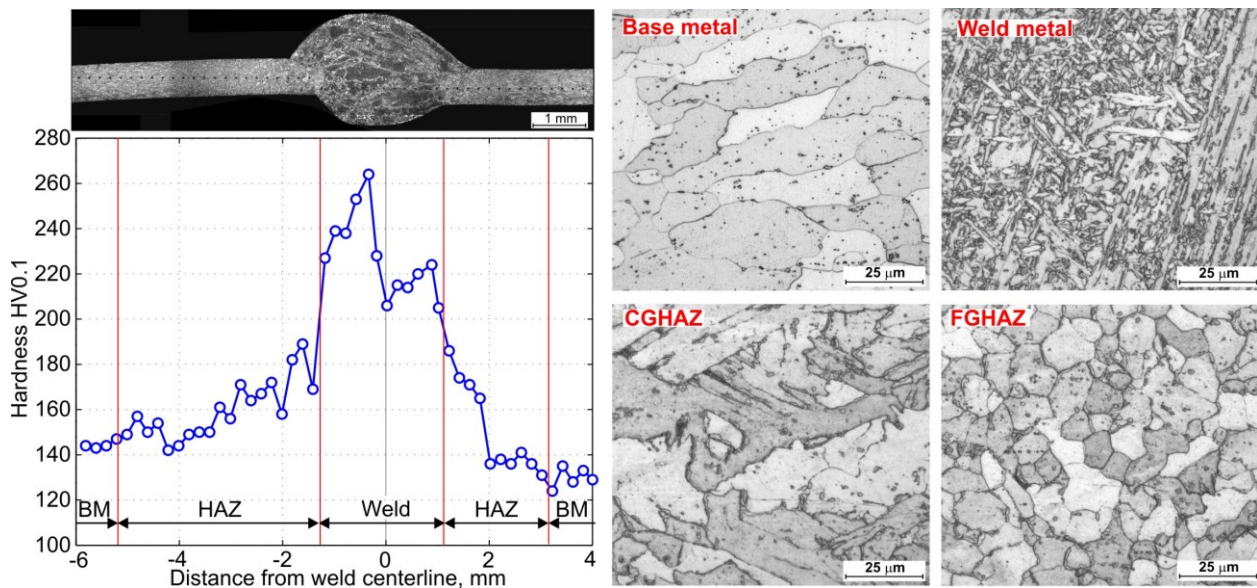 1 mm
280
260
240
220
200
180
160
140
120
100
Hardness HV0.1
BM
HAZ
Weld
HAZ
BM
-6
-4
-2
0
2
4
Distance from weld centerline, mm
Base metal
25 μm
Weld metal
25 μm
CGHAZ
25 μm
FGHAZ
25 μm